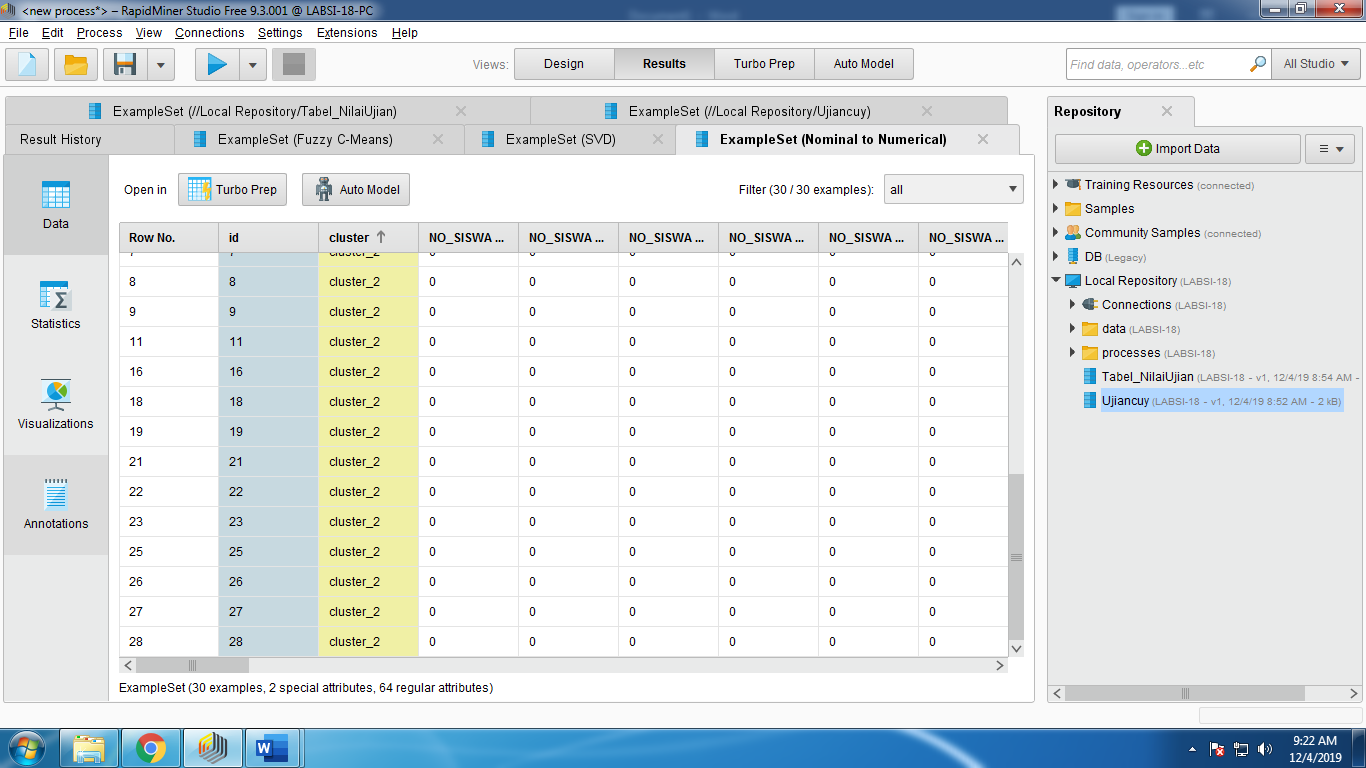 <new process*> – RapidMiner Studio Free 9.3.001 @ LABSI-18-PC
File Edit Process View Connections Settings Extensions Help
Views: Design Results Turbo Prep Auto Model Find data, operators...etc All Studio
ExampleSet (//Local Repository/Tabel_NilaiUjian) ExampleSet (//Local Repository/Ujiancuy)
Result History ExampleSet (Fuzzy C-Means) ExampleSet (SVD) ExampleSet (Nominal to Numerical)
Data
Statistics
Visualizations
Annotations
Open in Turbo Prep Auto Model Filter (30 / 30 examples): all
Row No. id cluster NO_SISWA ... NO_SISWA ... NO_SISWA ... NO_SISWA ... NO_SISWA ... NO_SISWA ...
7 7 cluster_2 0 0 0 0 0 0
8 8 cluster_2 0 0 0 0 0 0
9 9 cluster_2 0 0 0 0 0 0
11 11 cluster_2 0 0 0 0 0 0
16 16 cluster_2 0 0 0 0 0 0
18 18 cluster_2 0 0 0 0 0 0
19 19 cluster_2 0 0 0 0 0 0
21 21 cluster_2 0 0 0 0 0 0
22 22 cluster_2 0 0 0 0 0 0
23 23 cluster_2 0 0 0 0 0 0
25 25 cluster_2 0 0 0 0 0 0
26 26 cluster_2 0 0 0 0 0 0
27 27 cluster_2 0 0 0 0 0 0
28 28 cluster_2 0 0 0 0 0 0
ExampleSet (30 examples, 2 special attributes, 64 regular attributes)
Repository
Import Data
Training Resources (connected)
Samples
Community Samples (connected)
DB (Legacy)
Local Repository (LABSI-18)
Connections (LABSI-18)
data (LABSI-18)
processes (LABSI-18)
Tabel_NilaiUjian (LABSI-18 - v1, 12/4/19 8:54 AM -
Ujiancuy (LABSI-18 - v1, 12/4/19 8:52 AM - 2 kB)
9:22 AM
12/4/2019